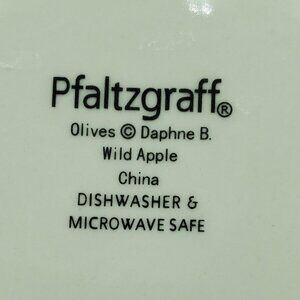 Pfaltzgraff®
Olives © Daphne B.
Wild Apple
China
DISHWASHER &
MICROWAVE SAFE